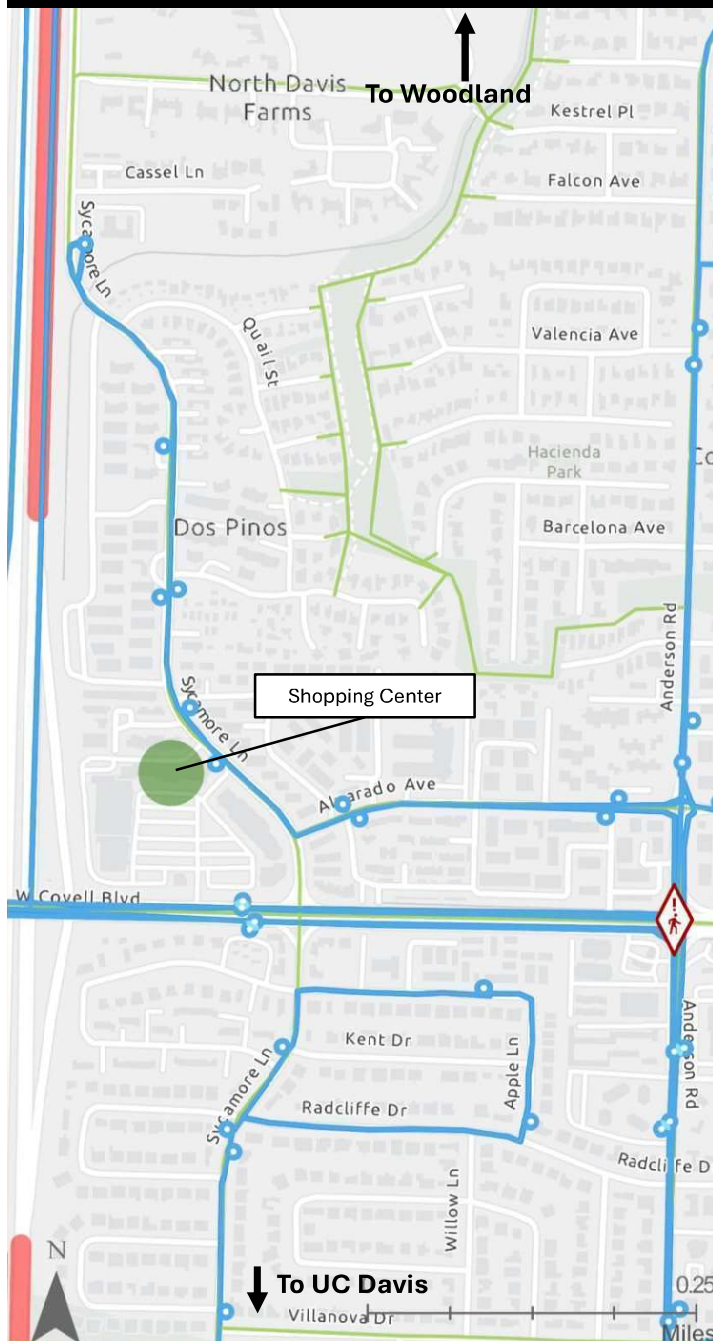 North Davis
Farms
To Woodland
Kestrel Pl
Cassel Ln
Falcon Ave
Sycamore Ln
Quail St
Valencia Ave
Hacienda
Park
Co
Dos Pinos
Barcelona Ave
Anderson Rd
Shopping Center
Sycamore Ln
Alvarado Ave
W Covell Blvd
Kent Dr
Apple Ln
Anderson Rd
Sycamore Ln
Radcliffe Dr
Radcliffe D
Willow Ln
N
To UC Davis
0.25
Villanova Dr
Miles